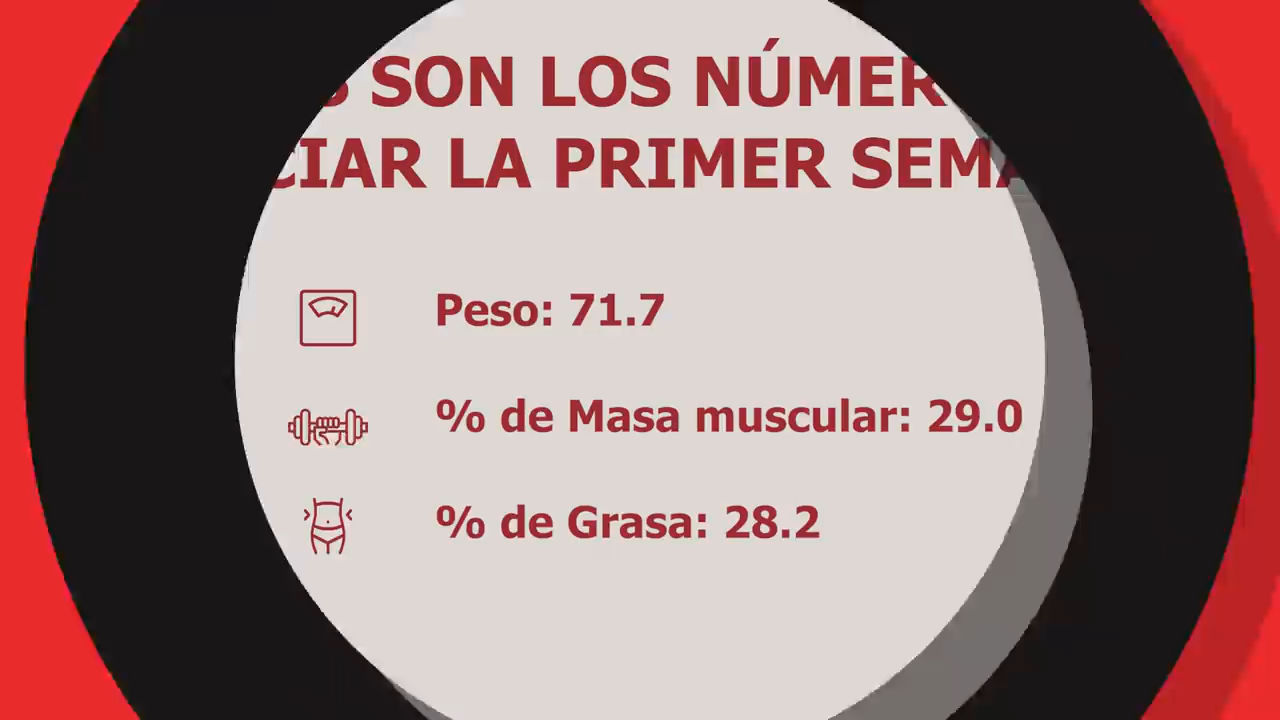 SON LOS
LA PRIMER
Peso: 71.7
% de Masa muscular: 29.0
% de Grasa: 28.2